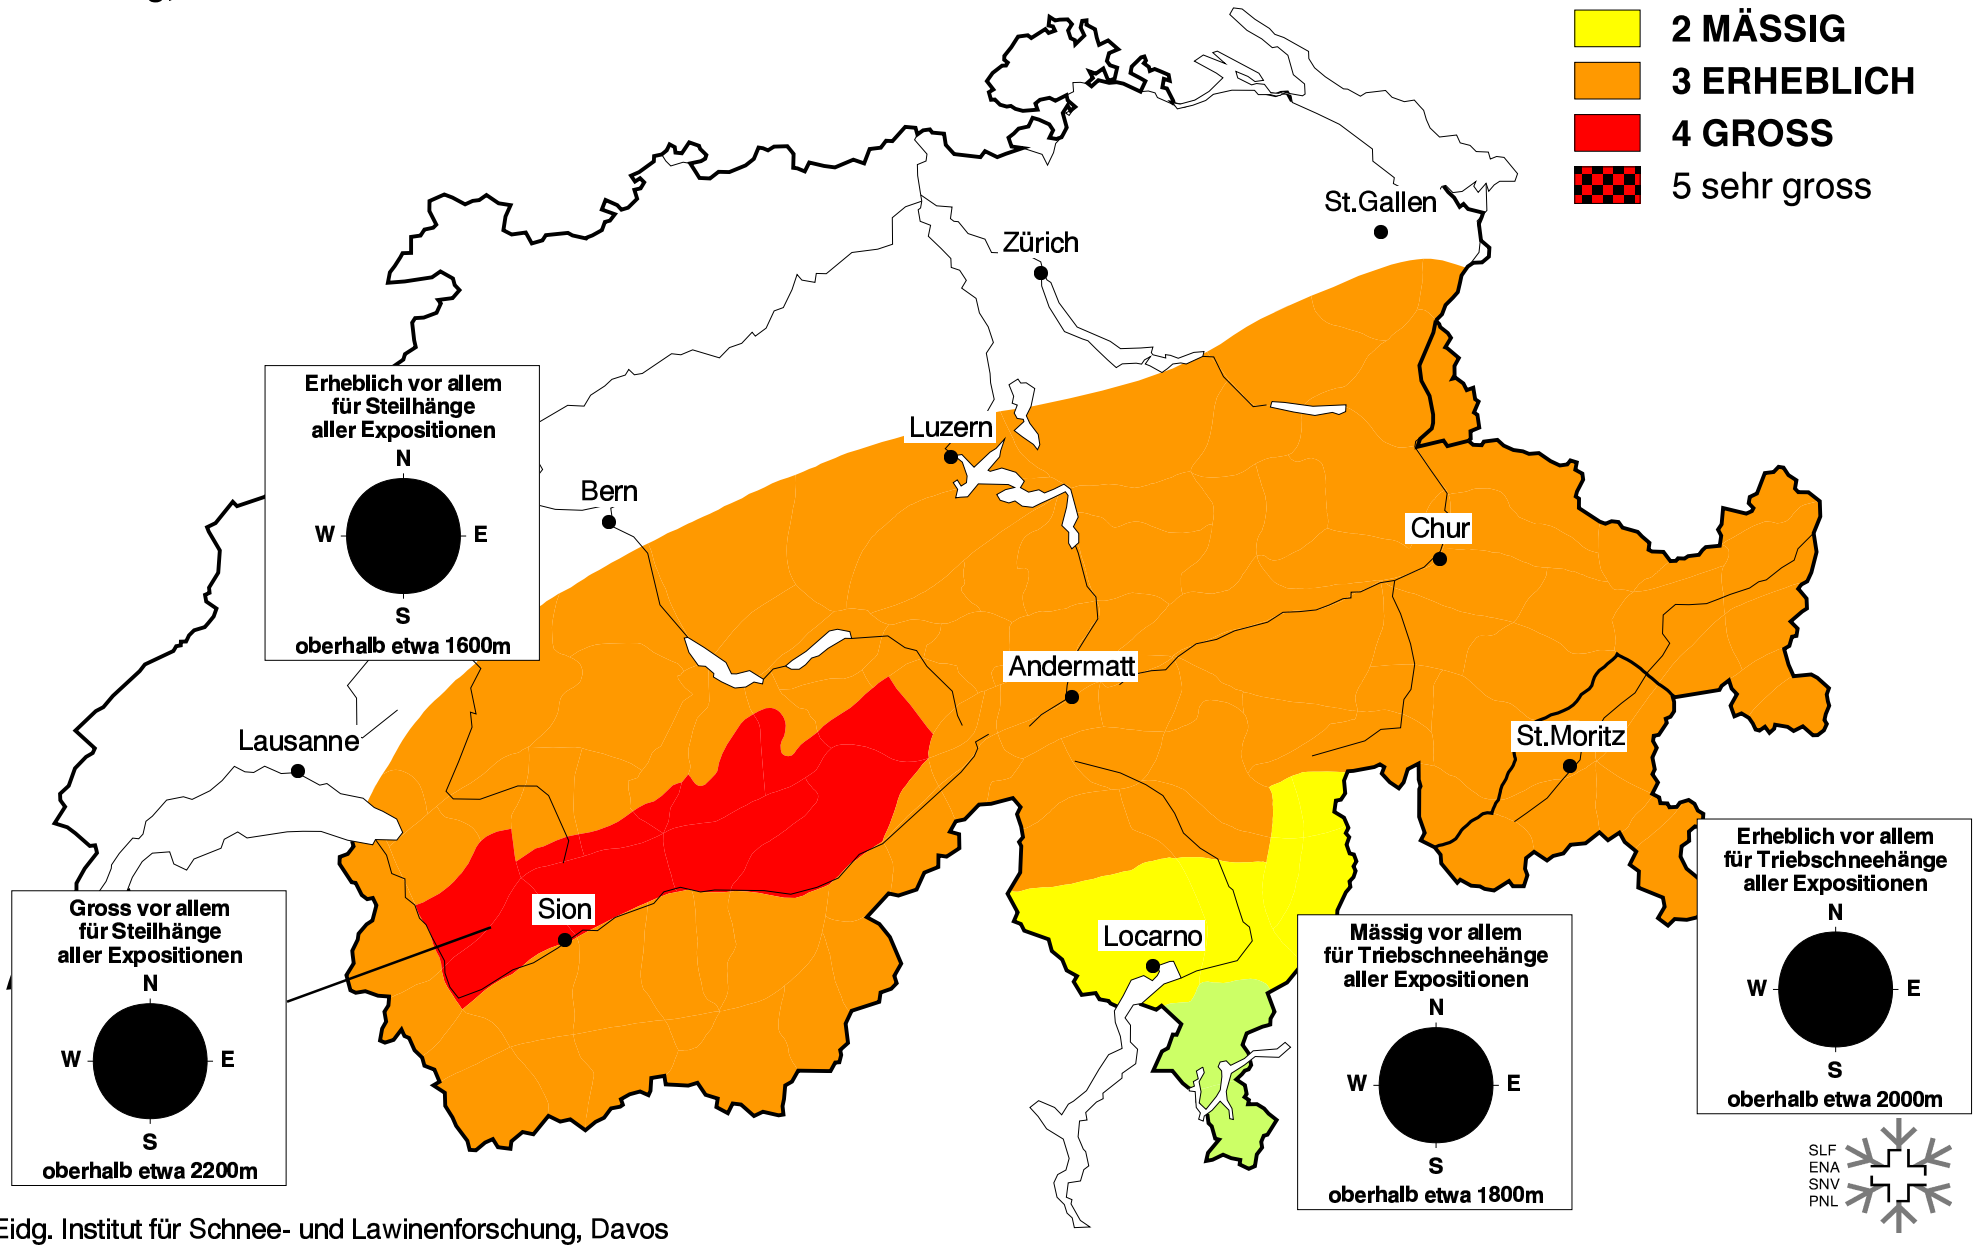 2 MÄSSIG
3 ERHEBLICH
4 GROSS
5 sehr gross
St.Gallen
Zürich
Luzern
Bern
Chur
Andermatt
St.Moritz
Lausanne
Sion
Locarno
Erheblich vor allem
für Steilhänge
aller Expositionen
N
W E
S
oberhalb etwa 1600m
Gross vor allem
für Steilhänge
aller Expositionen
N
W E
S
oberhalb etwa 2200m
Mässig vor allem
für Triebschneehänge
aller Expositionen
N
W E
S
oberhalb etwa 1800m
Erheblich vor allem
für Triebschneehänge
aller Expositionen
N
W E
S
oberhalb etwa 2000m
SLF
ENA
SNV
PNL
Eidg. Institut für Schnee- und Lawinenforschung, Davos